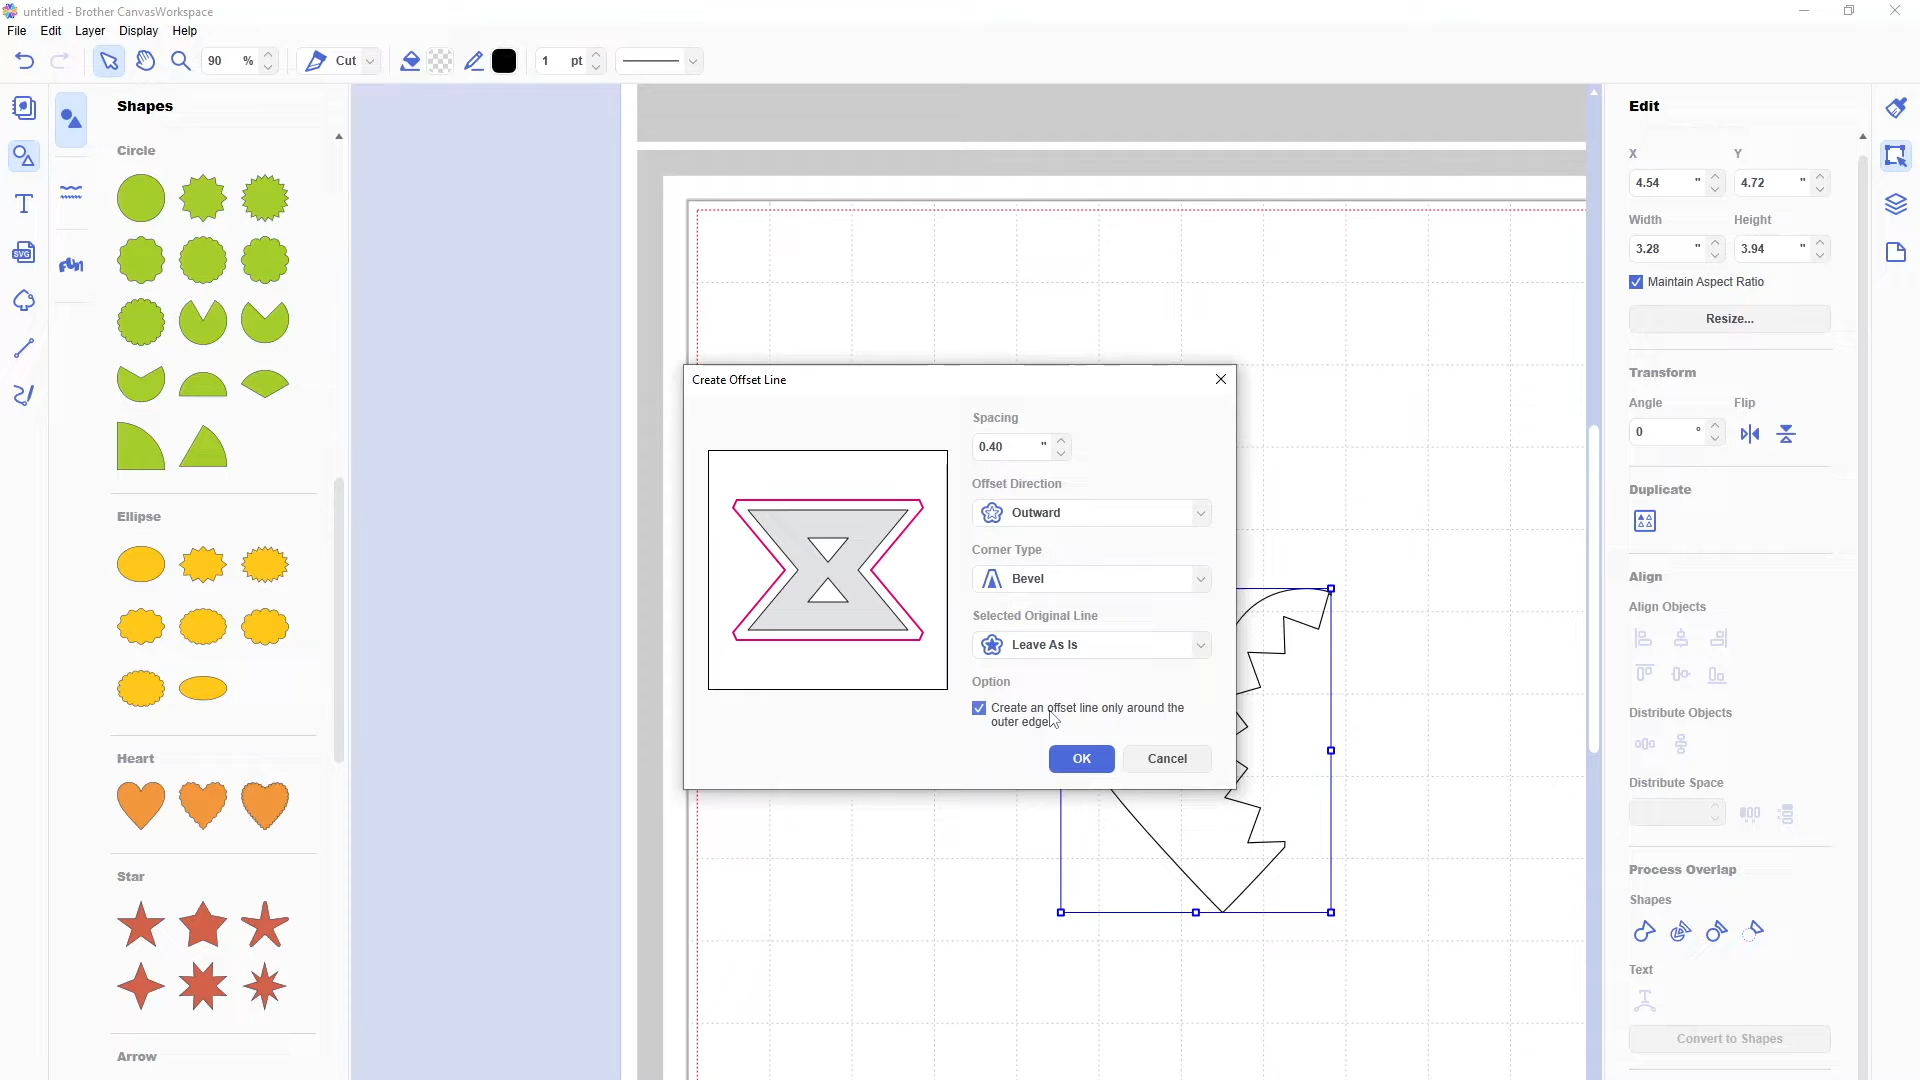 untitled - Brother CanvasWorkspace
File Edit Layer Display Help
90 % Cut 1 pt
Shapes
Circle
Ellipse
Heart
Star
Arrow
SVG
FUN
Create Offset Line
Spacing
0.40 "
Offset Direction
Outward
Corner Type
Bevel
Selected Original Line
Leave As Is
Option
Create an offset line only around the
outer edge
OK Cancel
Edit
X Y
4.54 " 4.72 "
Width Height
3.28 " 3.94 "
Maintain Aspect Ratio
Resize...
Transform
Angle Flip
0 °
Duplicate
Align
Align Objects
Distribute Objects
Distribute Space
Process Overlap
Shapes
Text
Convert to Shapes